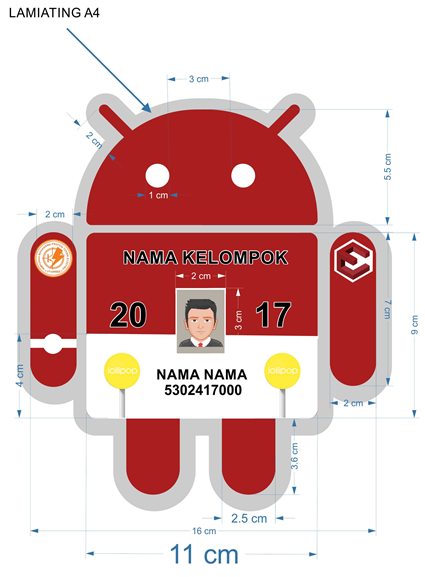 LAMIATING A4
3 cm
2 cm
5.5 cm
1 cm
2 cm
NAMA KELOMPOK
2 cm
20
17
3 cm
7 cm
9 cm
4 cm
lollipop
lollipop
NAMA NAMA
5302417000
2 cm
3.6 cm
2.5 cm
16 cm
11 cm